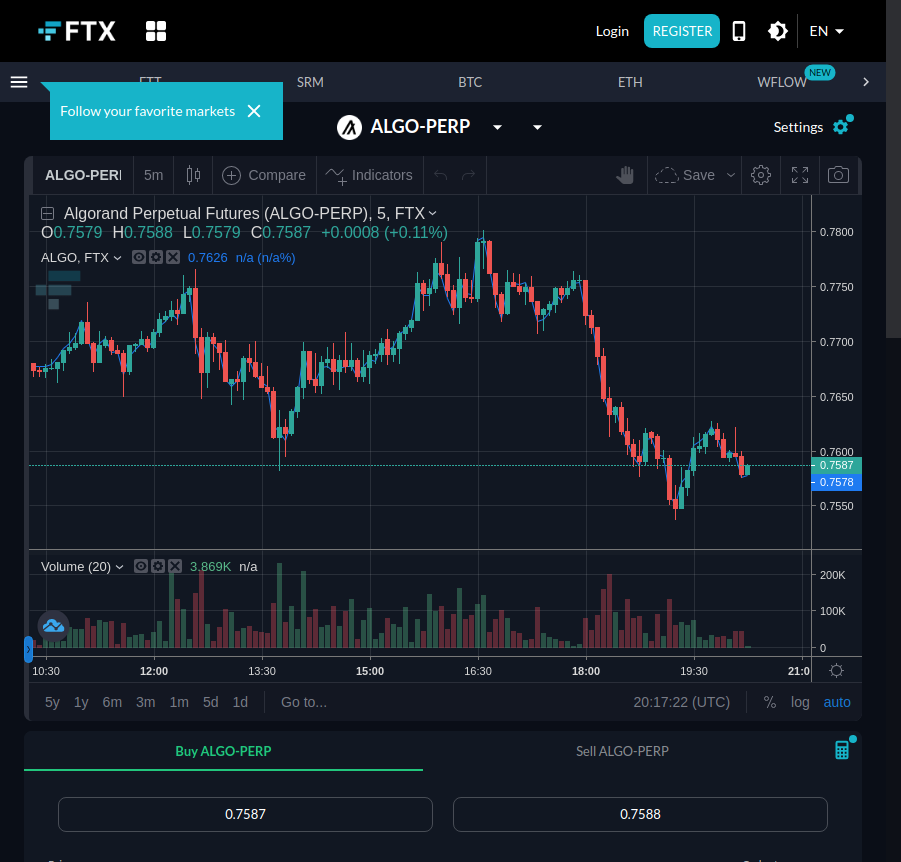 FTX
Login
REGISTER
EN
FTT
SRM
BTC
ETH
WFLOW
NEW
Follow your favorite markets
ALGO-PERP
Settings
ALGO-PER
5m
Compare
Indicators
Save
Algorand Perpetual Futures (ALGO-PERP), 5, FTX
O0.7579 H0.7588 L0.7579 C0.7587 +0.0008 (+0.11%)
ALGO, FTX
0.7626 n/a (n/a%)
0.7800
0.7750
0.7700
0.7650
0.7600
0.7587
0.7578
0.7550
Volume (20)
3.869K n/a
200K
100K
0
10:30 12:00 13:30 15:00 16:30 18:00 19:30 21:0
5y 1y 6m 3m 1m 5d 1d Go to... 20:17:22 (UTC) % log auto
Buy ALGO-PERP
Sell ALGO-PERP
0.7587
0.7588